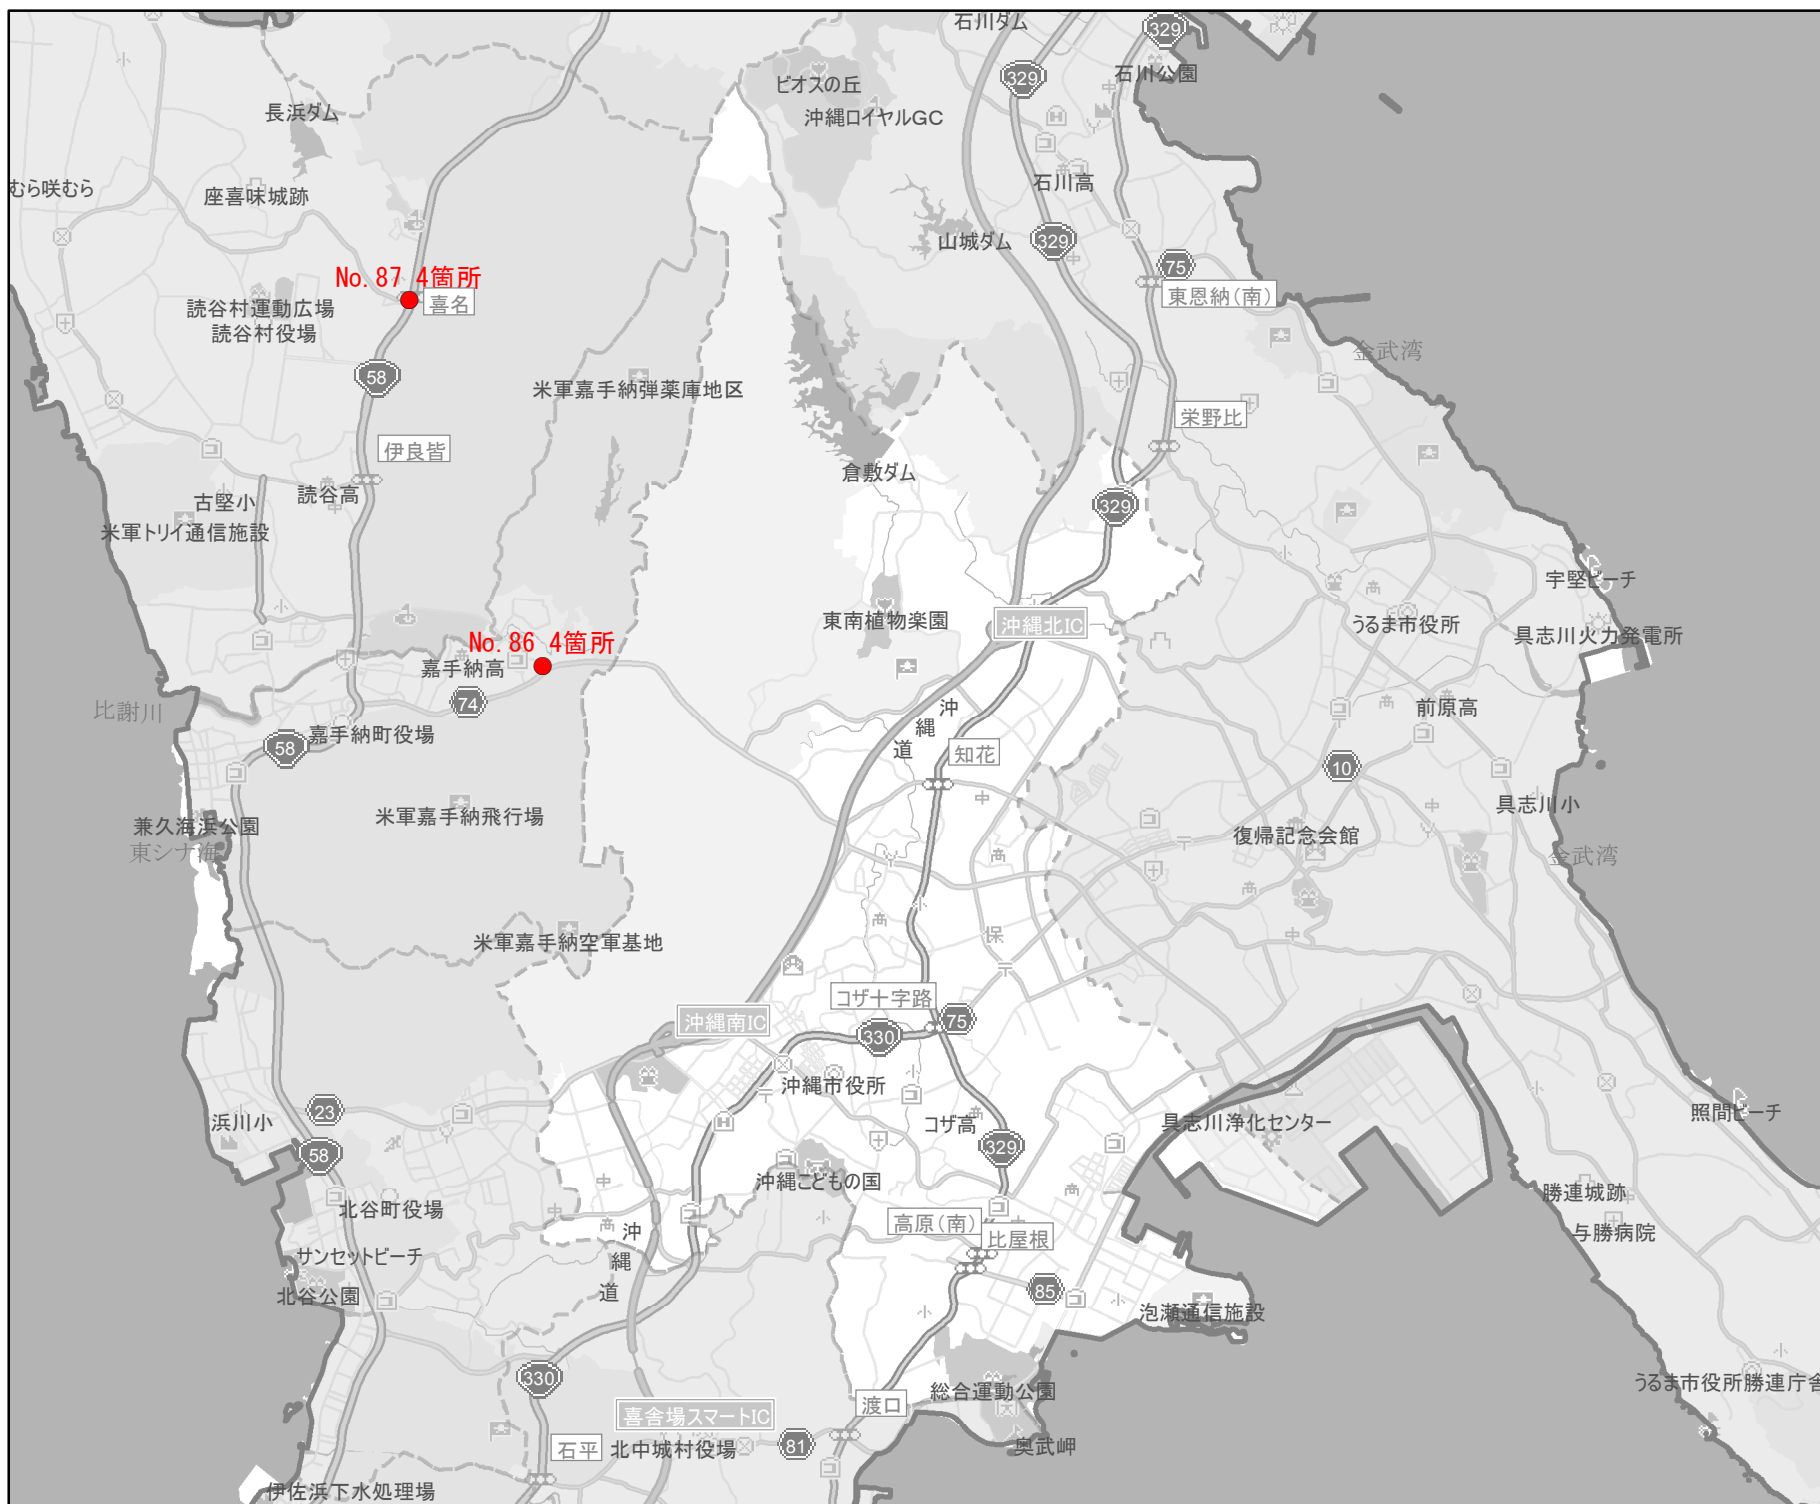 石川ダム
329
ビオスの丘
329
石川公園
長浜ダム
沖縄ロイヤルGC
むら咲むら
座喜味城跡
石川高
山城ダム
329
No.87 4箇所
喜名
75
東恩納(南)
読谷村運動広場
読谷村役場
金武湾
58
米軍嘉手納弾薬庫地区
栄野比
伊良皆
倉敷ダム
古堅小
読谷高
329
米軍トリイ通信施設
宇堅ビーチ
東南植物楽園
沖縄北IC
うるま市役所
具志川火力発電所
No.86 4箇所
嘉手納高
74
比謝川
前原高
沖
縄
道
58
嘉手納町役場
知花
10
米軍嘉手納飛行場
具志川小
兼久海浜公園
復帰記念会館
東シナ海
金武湾
中
小
保
米軍嘉手納空軍基地
コザ十字路
沖縄南IC
75
330
沖縄市役所
23
浜川小
コザ高
具志川浄化センター
照間ビーチ
58
329
沖縄こどもの国
北谷町役場
勝連城跡
高原(南)
与勝病院
比屋根
沖
縄
道
サンセットビーチ
北谷公園
85
泡瀬通信施設
330
総合運動公園
うるま市役所勝連庁舎
渡口
喜舎場スマートIC
石平
北中城村役場
81
奥武岬
伊佐浜下水処理場